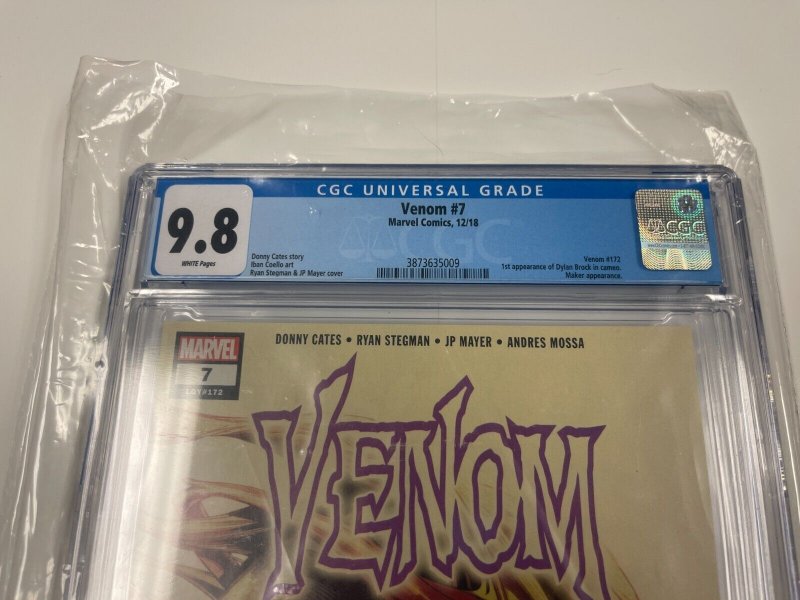 CGC UNIVERSAL GRADE
9.8
WHITE Pages
Venom #7
Marvel Comics, 12/18
Donny Cates story
Iban Coello art
Ryan Stegman & JP Mayer cover
3873635009
Venom #172
1st appearance of Dylan Brock in cameo.
Maker appearance.
CGC
CGC
DONNY CATES • RYAN STEGMAN • JP MAYER • ANDRES MOSSA
MARVEL
7
LGY#172
VENOM